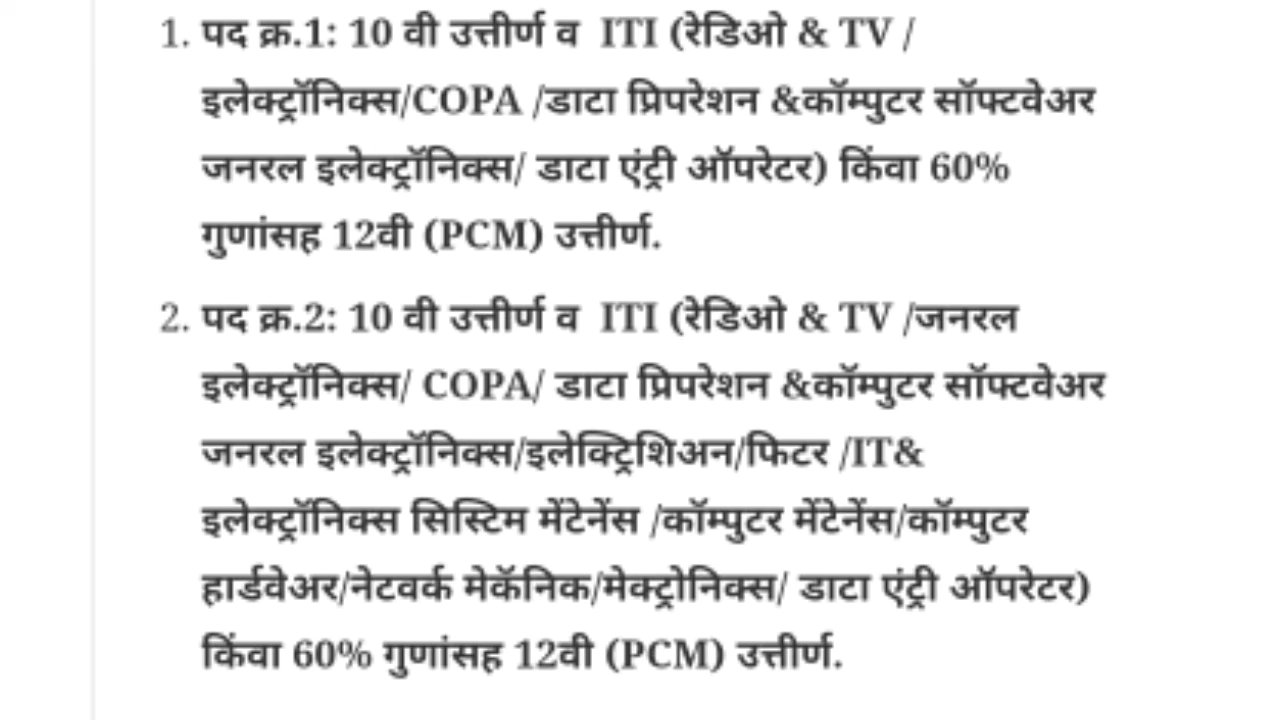 1. पद क्र.1: 10 वी उत्तीर्ण व ITI (रेडिओ & TV /
इलेक्ट्रॉनिक्स/COPA /डाटा प्रिपरेशन &कॉम्पुटर सॉफ्टवेअर
जनरल इलेक्ट्रॉनिक्स/ डाटा एंट्री ऑपरेटर) किंवा 60%
गुणांसह 12वी (PCM) उत्तीर्ण.
2. पद क्र.2: 10 वी उत्तीर्ण व ITI (रेडिओ & TV /जनरल
इलेक्ट्रॉनिक्स/ COPA/ डाटा प्रिपरेशन &कॉम्पुटर सॉफ्टवेअर
जनरल इलेक्ट्रॉनिक्स/इलेक्ट्रिशिअन/फिटर /IT&
इलेक्ट्रॉनिक्स सिस्टिम मेंटेनेंस /कॉम्पुटर मेंटेनेंस/कॉम्पुटर
हार्डवेअर/नेटवर्क मेकॅनिक/मेक्ट्रोनिक्स/ डाटा एंट्री ऑपरेटर)
किंवा 60% गुणांसह 12वी (PCM) उत्तीर्ण.